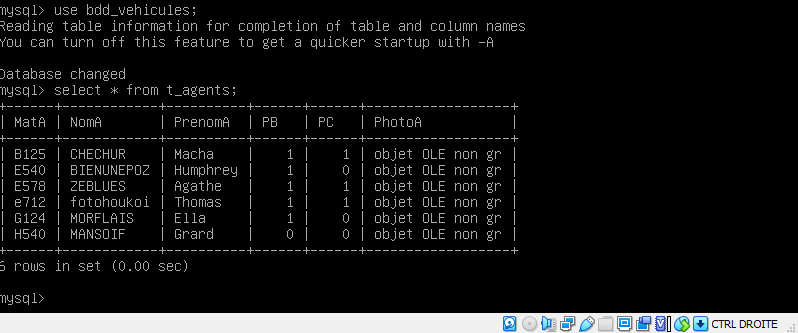 mysql> use bdd_vehicules;
Reading table information for completion of table and column names
You can turn off this feature to get a quicker startup with -A
Database changed
mysql> select * from t_agents;
+------+------------+----------+------+------+------------------+
| MatA | NomA | PrenomA | PB | PC | PhotoA |
+------+------------+----------+------+------+------------------+
| B125 | CHECHUR | Macha | 1 | 1 | objet OLE non gr |
| E540 | BIENUNEPOZ | Humphrey | 1 | 0 | objet OLE non gr |
| E578 | ZEBLUES | Agathe | 1 | 1 | objet OLE non gr |
| e712 | fotohoukoi | Thomas | 1 | 1 | objet OLE non gr |
| G124 | MORFLAIS | Ella | 1 | 0 | objet OLE non gr |
| H540 | MANSOIF | Grard | 0 | 0 | objet OLE non gr |
+------+------------+----------+------+------+------------------+
6 rows in set (0.00 sec)
mysql>
CTRL DROITE